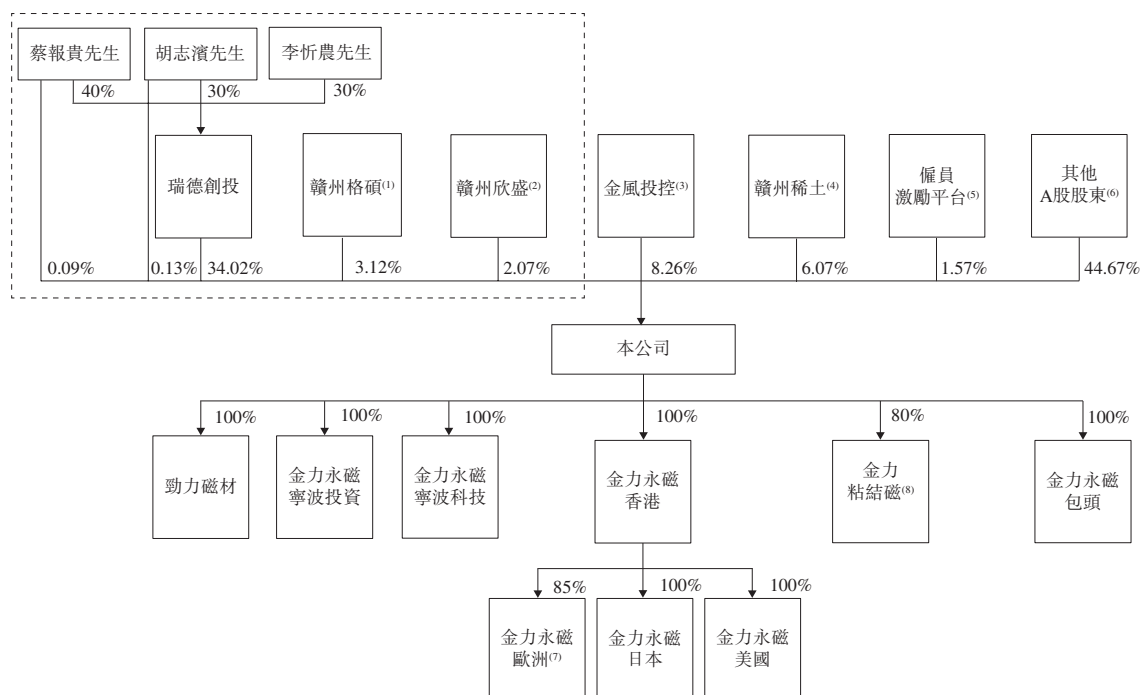 蔡報貴先生
胡志濱先生
李忻農先生
40%
30%
30%
瑞德創投
贛州格碩(1)
贛州欣盛(2)
金風投控(3)
贛州稀土(4)
僱員
激勵平台(5)
其他
A股股東(6)
0.09%
0.13%
34.02%
3.12%
2.07%
8.26%
6.07%
1.57%
44.67%
本公司
100%
100%
100%
100%
80%
100%
勁力磁材
金力永磁
寧波投資
金力永磁
寧波科技
金力永磁
香港
金力
粘結磁(8)
金力永磁
包頭
85%
100%
100%
金力永磁
歐洲(7)
金力永磁
日本
金力永磁
美國